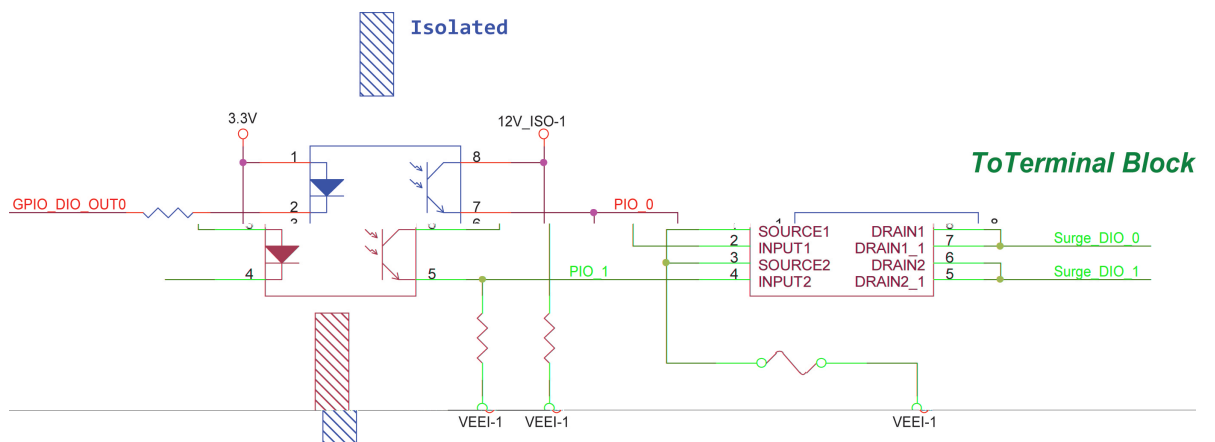 Isolated
3.3V
12V_ISO-1
1
8
ToTerminal Block
GPIO_DIO_OUT0
2
7
PIO_0
SOURCE1
DRAIN1
2
INPUT1
DRAIN1_1
7
Surge_DIO_0
3
SOURCE2
DRAIN2
6
4
5
PIO_1
4
INPUT2
DRAIN2_1
5
Surge_DIO_1
VEEI-1
VEEI-1
VEEI-1